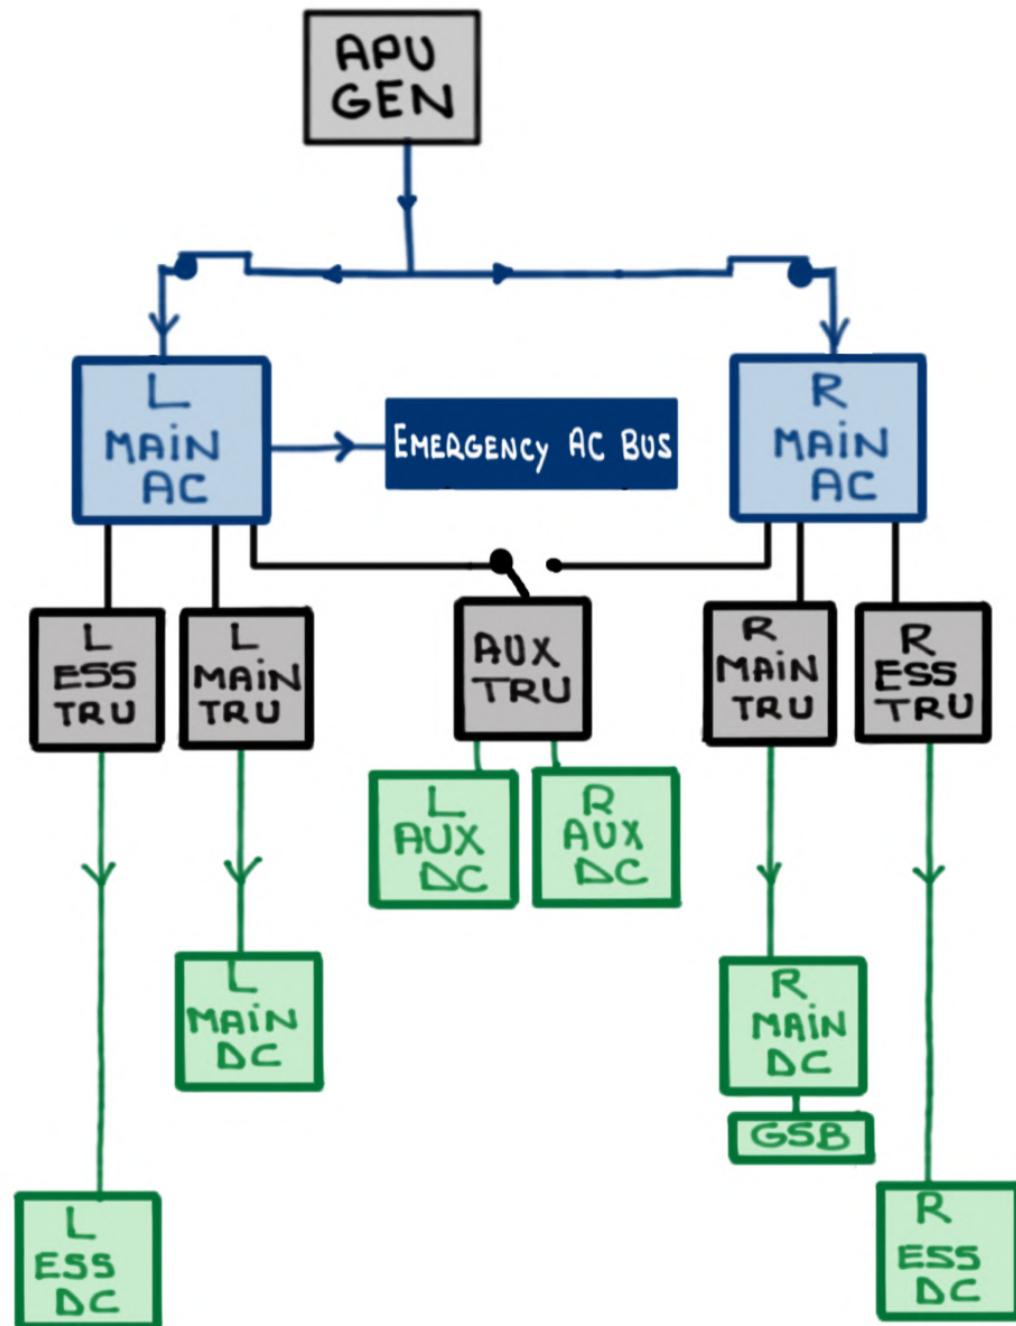 APU
GEN
L
MAiN
AC
EMERGENCY AC BUS
R
MAiN
AC
L
ESS
TRU
L
MAiN
TRU
AUX
TRU
R
MAiN
TRU
R
ESS
TRU
L
AUX
DC
R
AUX
DC
L
MAiN
DC
R
MAiN
DC
GSB
L
ESS
DC
R
ESS
DC